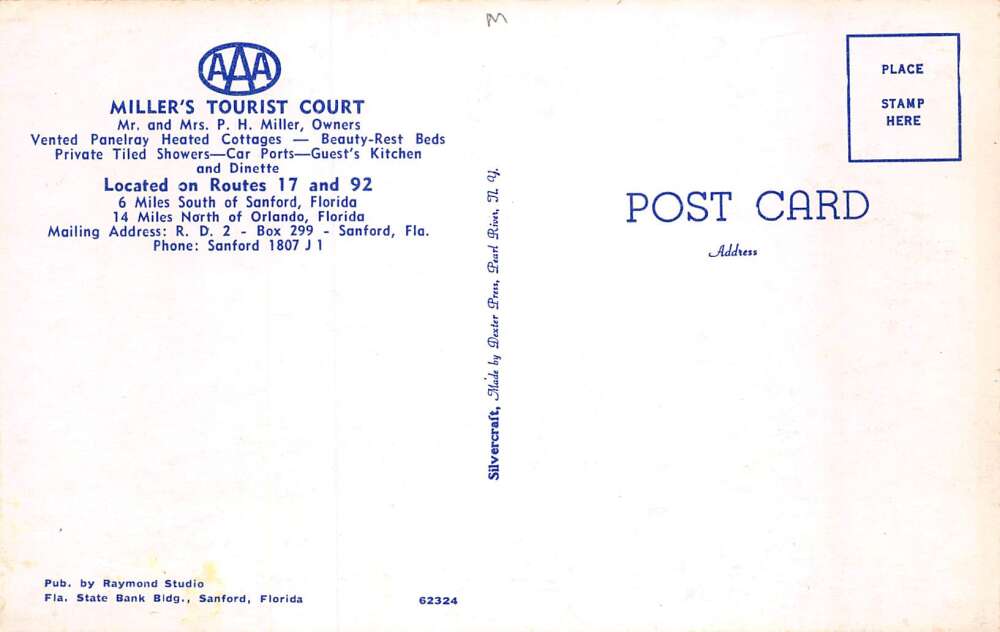 M
AAA
MILLER'S TOURIST COURT
Mr. and Mrs. P. H. Miller, Owners
Vented Panelray Heated Cottages — Beauty-Rest Beds
Private Tiled Showers—Car Ports—Guest's Kitchen
and Dinette
Located on Routes 17 and 92
6 Miles South of Sanford, Florida
14 Miles North of Orlando, Florida
Mailing Address: R. D. 2 - Box 299 - Sanford, Fla.
Phone: Sanford 1807 J 1
Pub. by Raymond Studio
Fla. State Bank Bldg., Sanford, Florida
62324
Silvercraft, Made by Dexter Press, Pearl River, N. Y.
PLACE
STAMP
HERE
POST CARD
Address